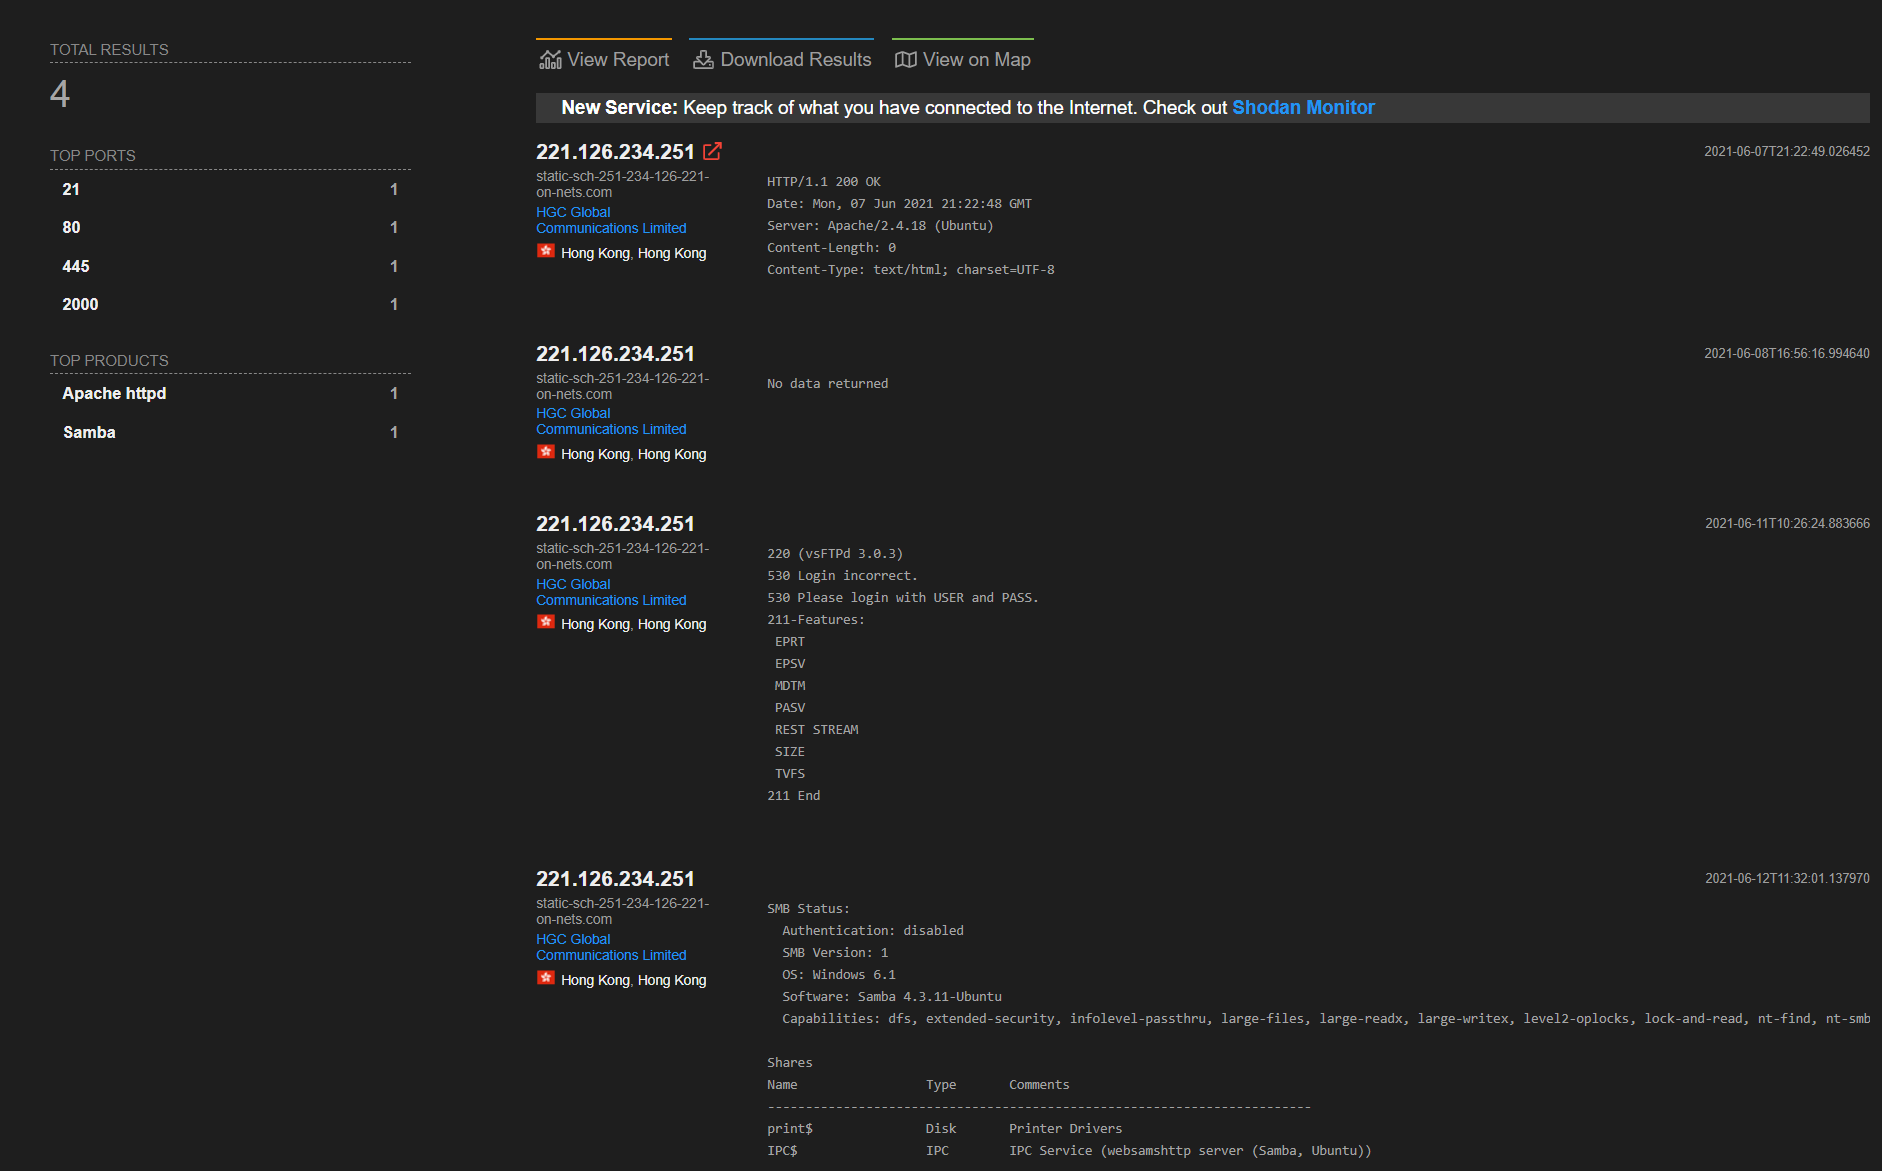 TOTAL RESULTS
4
TOP PORTS
21 1
80 1
445 1
2000 1
TOP PRODUCTS
Apache httpd 1
Samba 1
View Report Download Results View on Map
New Service: Keep track of what you have connected to the Internet. Check out Shodan Monitor
221.126.234.251 2021-06-07T21:22:49.026452
static-sch-251-234-126-221-
on-nets.com
HGC Global
Communications Limited
Hong Kong, Hong Kong
HTTP/1.1 200 OK
Date: Mon, 07 Jun 2021 21:22:48 GMT
Server: Apache/2.4.18 (Ubuntu)
Content-Length: 0
Content-Type: text/html; charset=UTF-8
221.126.234.251 2021-06-08T16:56:16.994640
static-sch-251-234-126-221-
on-nets.com
HGC Global
Communications Limited
Hong Kong, Hong Kong
No data returned
221.126.234.251 2021-06-11T10:26:24.883666
static-sch-251-234-126-221-
on-nets.com
HGC Global
Communications Limited
Hong Kong, Hong Kong
220 (vsFTPd 3.0.3)
530 Login incorrect.
530 Please login with USER and PASS.
211-Features:
EPRT
EPSV
MDTM
PASV
REST STREAM
SIZE
TVFS
211 End
221.126.234.251 2021-06-12T11:32:01.137970
static-sch-251-234-126-221-
on-nets.com
HGC Global
Communications Limited
Hong Kong, Hong Kong
SMB Status:
Authentication: disabled
SMB Version: 1
OS: Windows 6.1
Software: Samba 4.3.11-Ubuntu
Capabilities: dfs, extended-security, infolevel-passthru, large-files, large-readx, large-writex, level2-oplocks, lock-and-read, nt-find, nt-smb
Shares
Name Type Comments
------------------------------------------------------------------------
print$ Disk Printer Drivers
IPC$ IPC IPC Service (websamshttp server (Samba, Ubuntu))